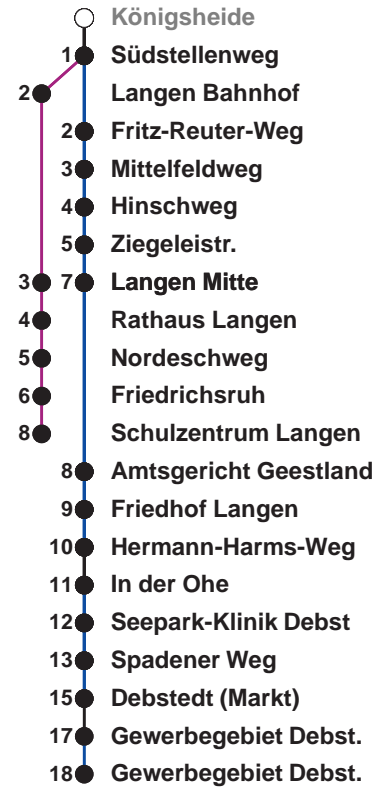 Königsheide
1 Südstellenweg
2 Langen Bahnhof
2 Fritz-Reuter-Weg
3 Mittelfeldweg
4 Hinschweg
5 Ziegeleistr.
3 7 Langen Mitte
4 Rathaus Langen
5 Nordeschweg
6 Friedrichsruh
8 Schulzentrum Langen
8 Amtsgericht Geestland
9 Friedhof Langen
10 Hermann-Harms-Weg
11 In der Ohe
12 Seepark-Klinik Debst
13 Spadener Weg
15 Debstedt (Markt)
17 Gewerbegebiet Debst.
18 Gewerbegebiet Debst.